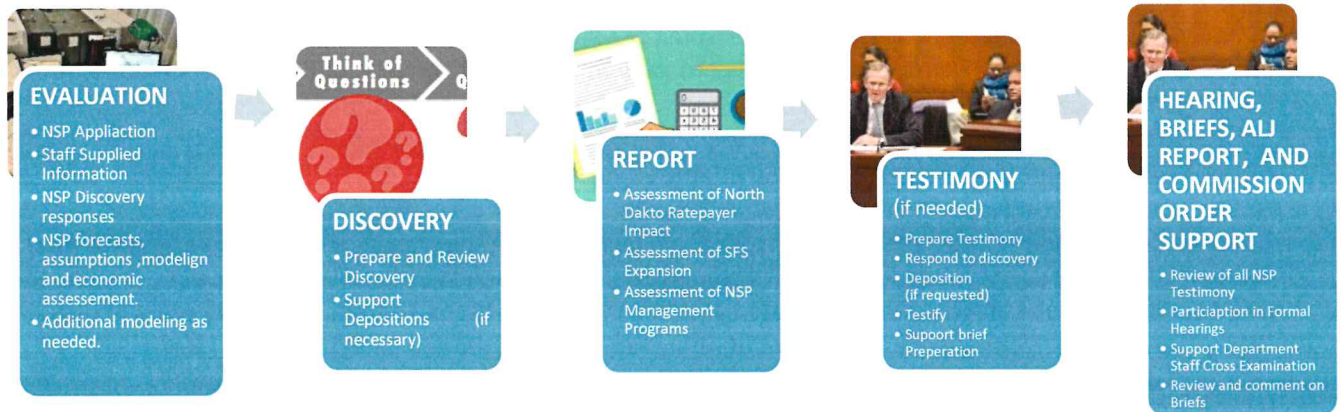 EVALUATION
• NSP Appliaction
• Staff Supplied
Information
• NSP Discovery
responses
• NSP forecasts,
assumptions ,modelign
and economic
assessement.
• Additional modeling as
needed.
Think of
Questions
Q
DISCOVERY
• Prepare and Review
Discovery
• Support
Depositions (if
necessary)
REPORT
• Assessment of North
Dakto Ratepayer
Impact
• Assessment of SFS
Expansion
• Assessment of NSP
Management
Programs
TESTIMONY
(if needed)
• Prepare Testimony
• Respond to discovery
• Deposition
(if requested)
• Testify
• Supoort brief
Preperation
HEARING,
BRIEFS, ALJ
REPORT, AND
COMMISSION
ORDER
SUPPORT
• Review of all NSP
Testimony
• Particiaption in Formal
Hearings
• Support Department
Staff Cross Examination
• Review and comment on
Briefs